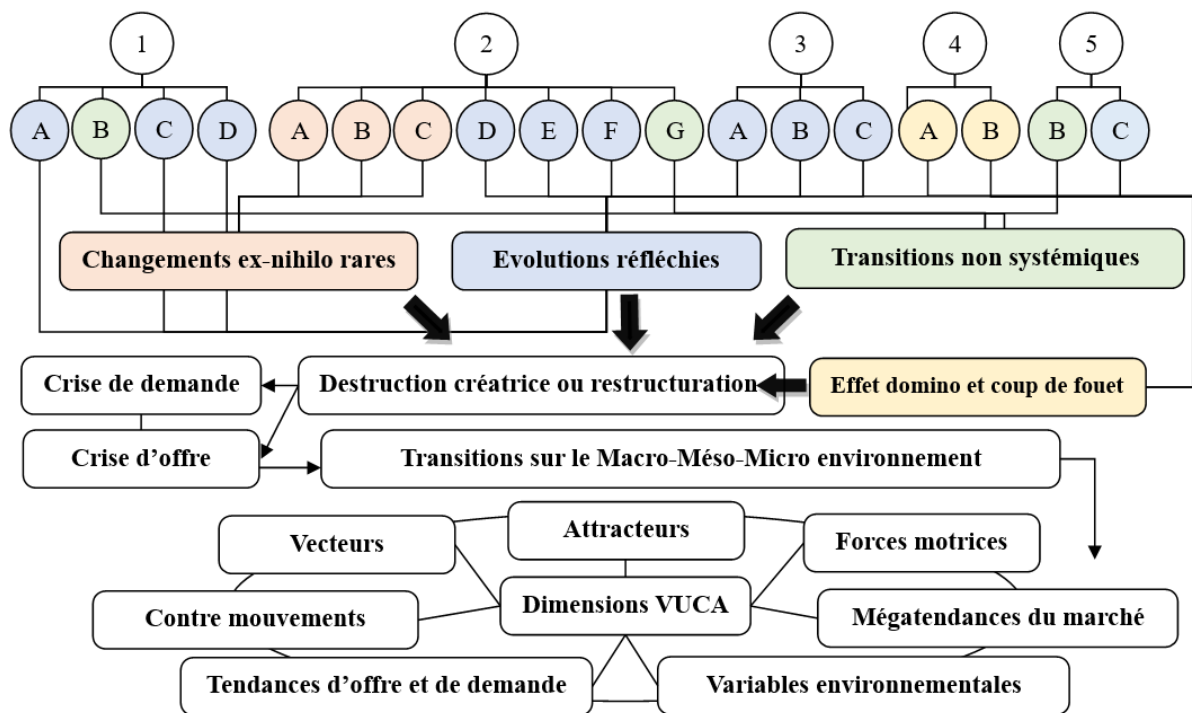 1 2 3 4 5
A B C D A B C D E F G A B C A B B C
Changements ex-nihilo rares Evolutions réfléchies Transitions non systémiques
Crise de demande Destruction créatrice ou restructuration Effet domino et coup de fouet
Crise d’offre Transitions sur le Macro-Méso-Micro environnement
Attracteurs
Vecteurs Forces motrices
Dimensions VUCA
Contre mouvements Mégatendances du marché
Tendances d’offre et de demande Variables environmentales